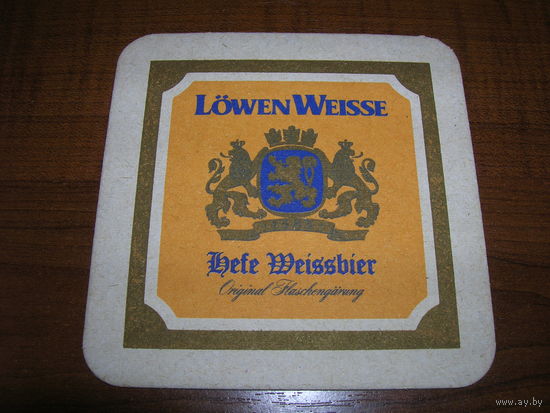 LÖWEN WEISSE
Hefe Weissbier
Original Flaschengärung
www.ay.by